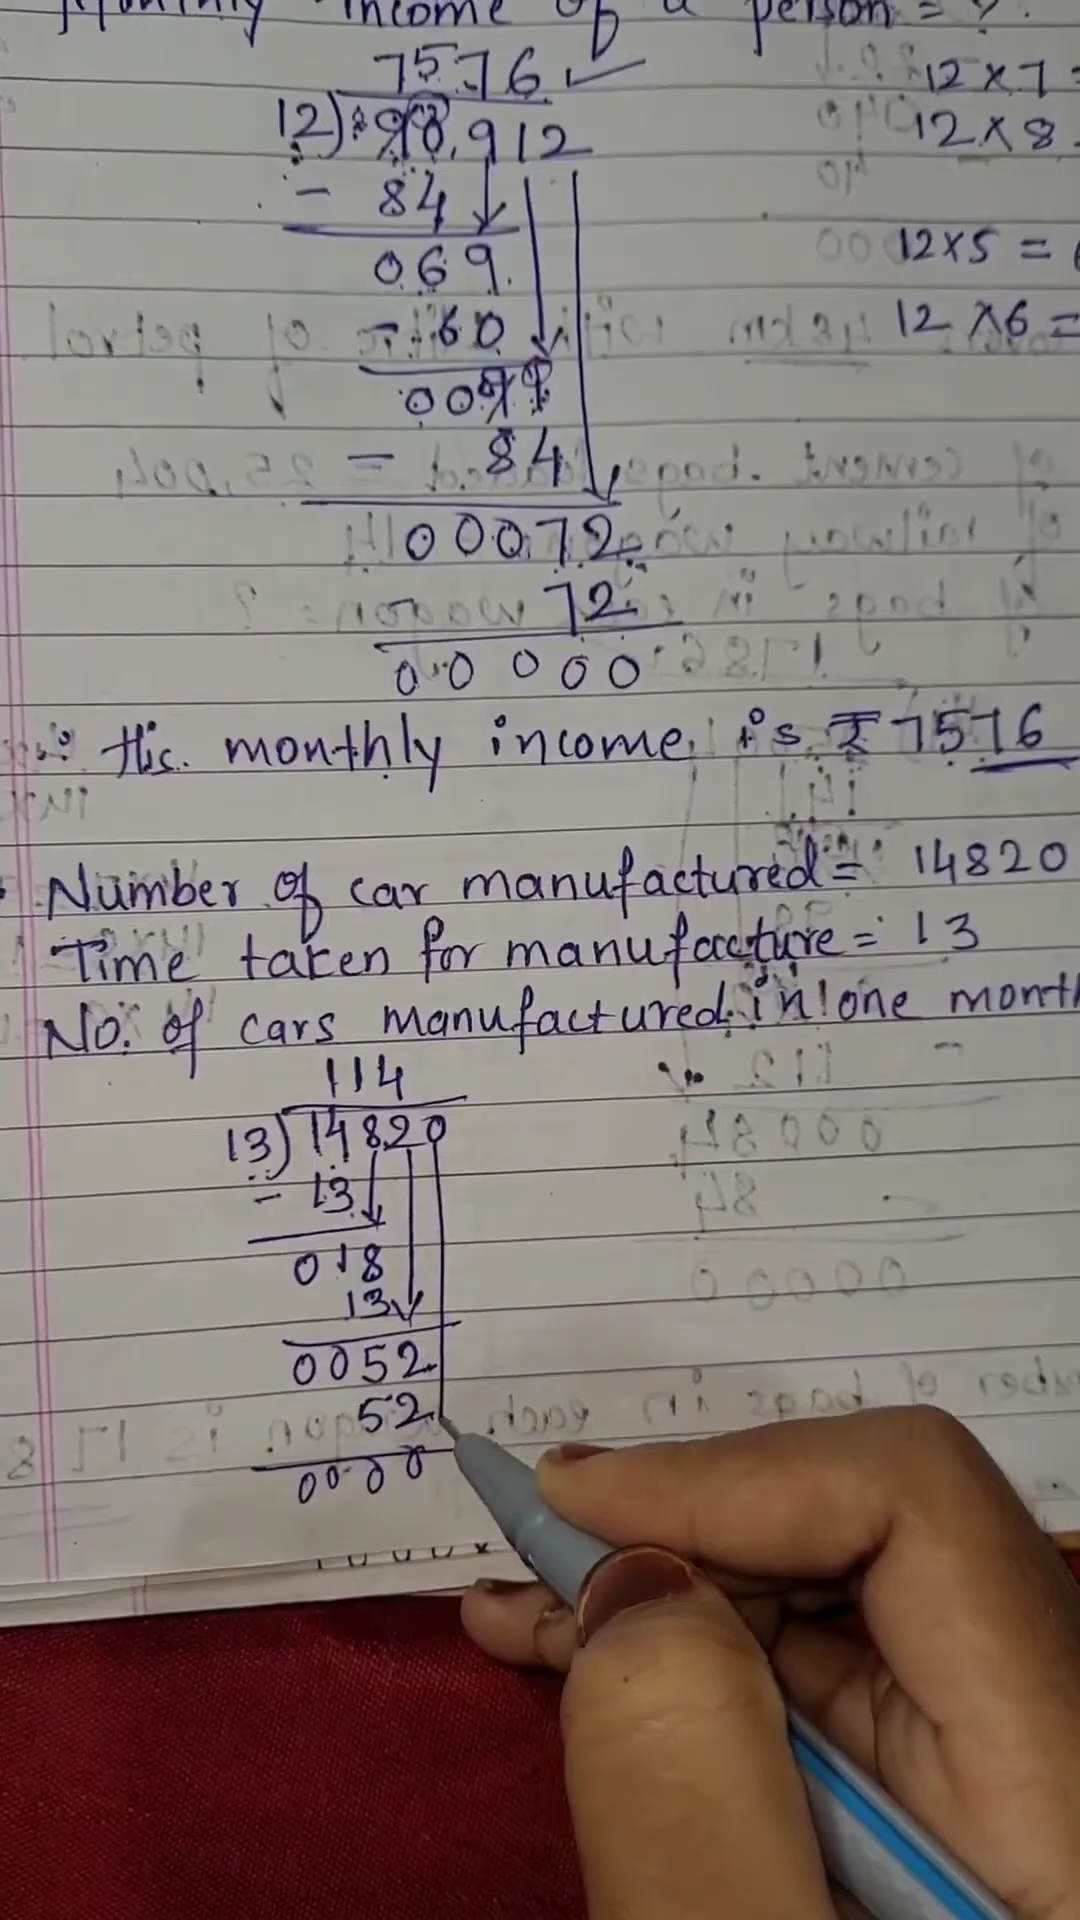 Monthly income of a person = ?
7576 ✓
12 × 7 =
12)90,912
12 × 8
- 84
069
12×5 =
- 60
12 × 6 =
0091
- 84
00072
- 72
00000
∴ His monthly income is ₹ 7576
Number of car manufactured = 14820
Time taken for manufacture = 13
No. of cars manufactured in one month
114
13)14820
- 13
018
13
0052
52
0000